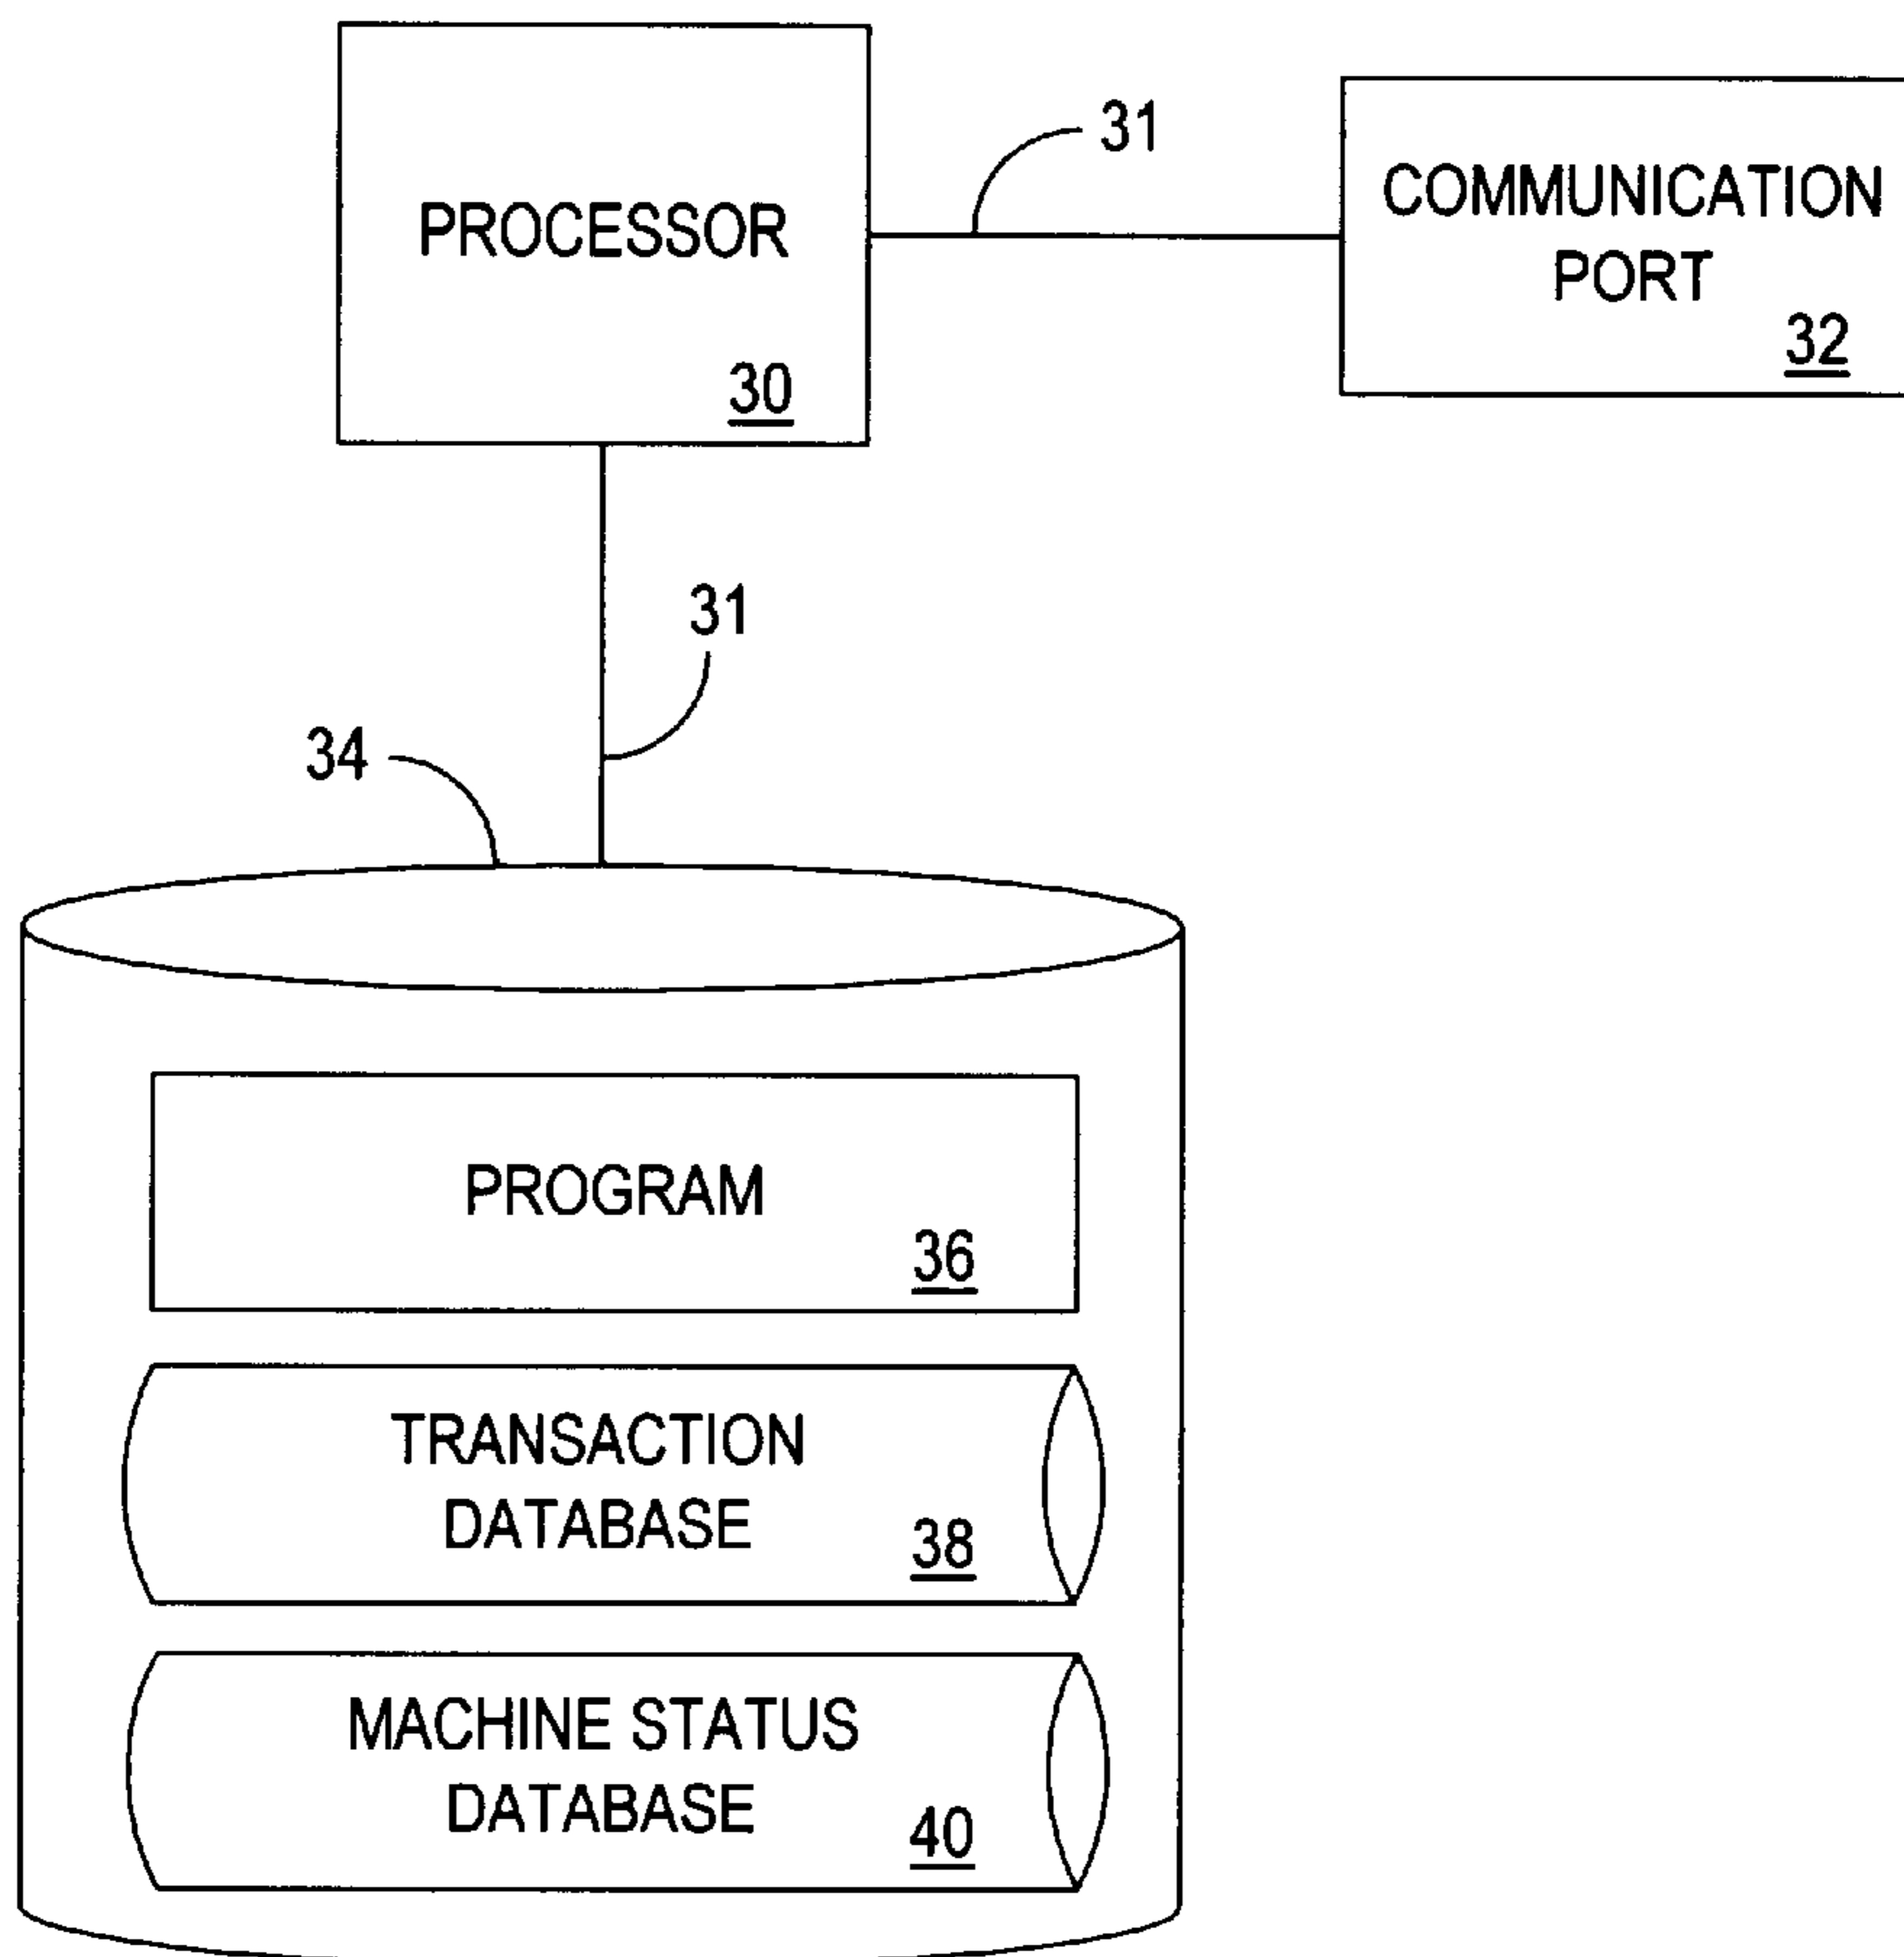 PROCESSOR
30
31
COMMUNICATION
PORT
32
31
34
PROGRAM
36
TRANSACTION
DATABASE
38
MACHINE STATUS
DATABASE
40